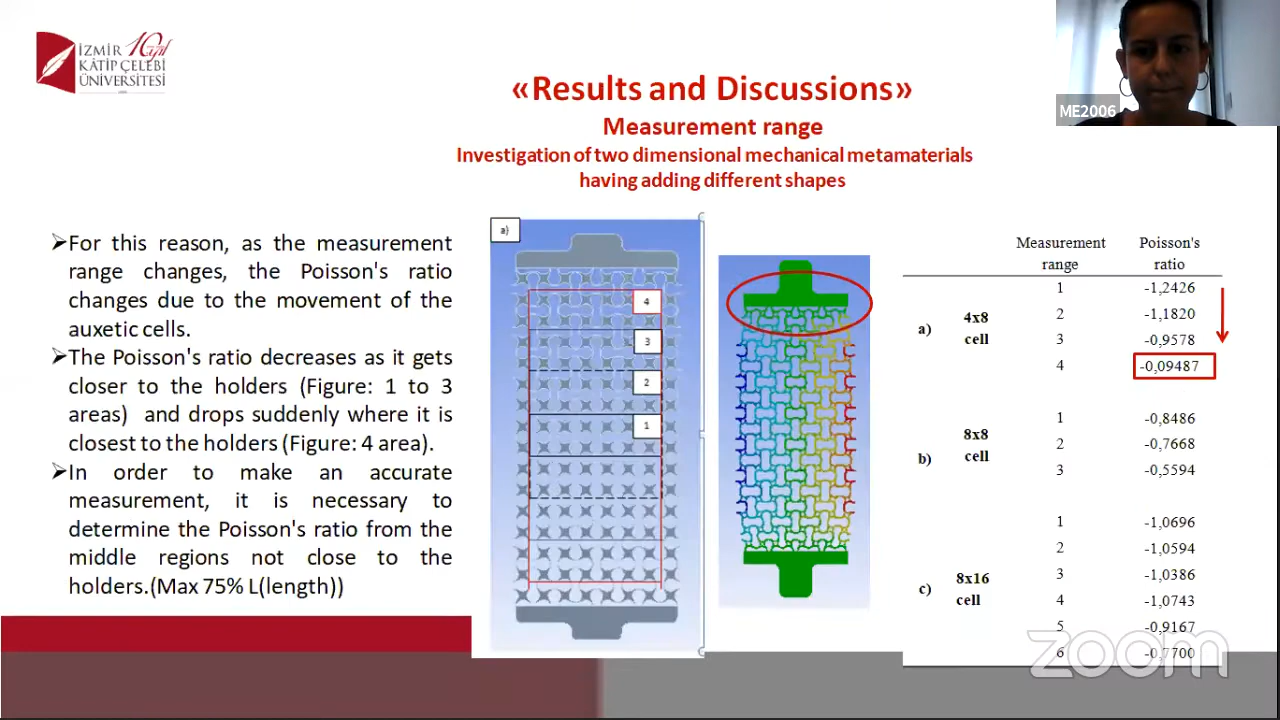 10.yıl
İZMİR
KÂTİP ÇELEBİ
ÜNİVERSİTESİ
ME2006
«Results and Discussions»
Measurement range
Investigation of two dimensional mechanical metamaterials
having adding different shapes
➢For this reason, as the measurement
range changes, the Poisson's ratio
changes due to the movement of the
auxetic cells.
➢The Poisson's ratio decreases as it gets
closer to the holders (Figure: 1 to 3
areas) and drops suddenly where it is
closest to the holders (Figure: 4 area).
➢In order to make an accurate
measurement, it is necessary to
determine the Poisson's ratio from the
middle regions not close to the
holders.(Max 75% L(length))
a)
4
3
2
1
Measurement Poisson's
range ratio
1 -1,2426
2 -1,1820
a) 4x8 cell
3 -0,9578
4 -0,09487
1 -0,8486
b) 8x8 cell
2 -0,7668
3 -0,5594
1 -1,0696
2 -1,0594
3 -1,0386
c) 8x16 cell
4 -1,0743
5 -0,9167
6 -0,7700
zoom